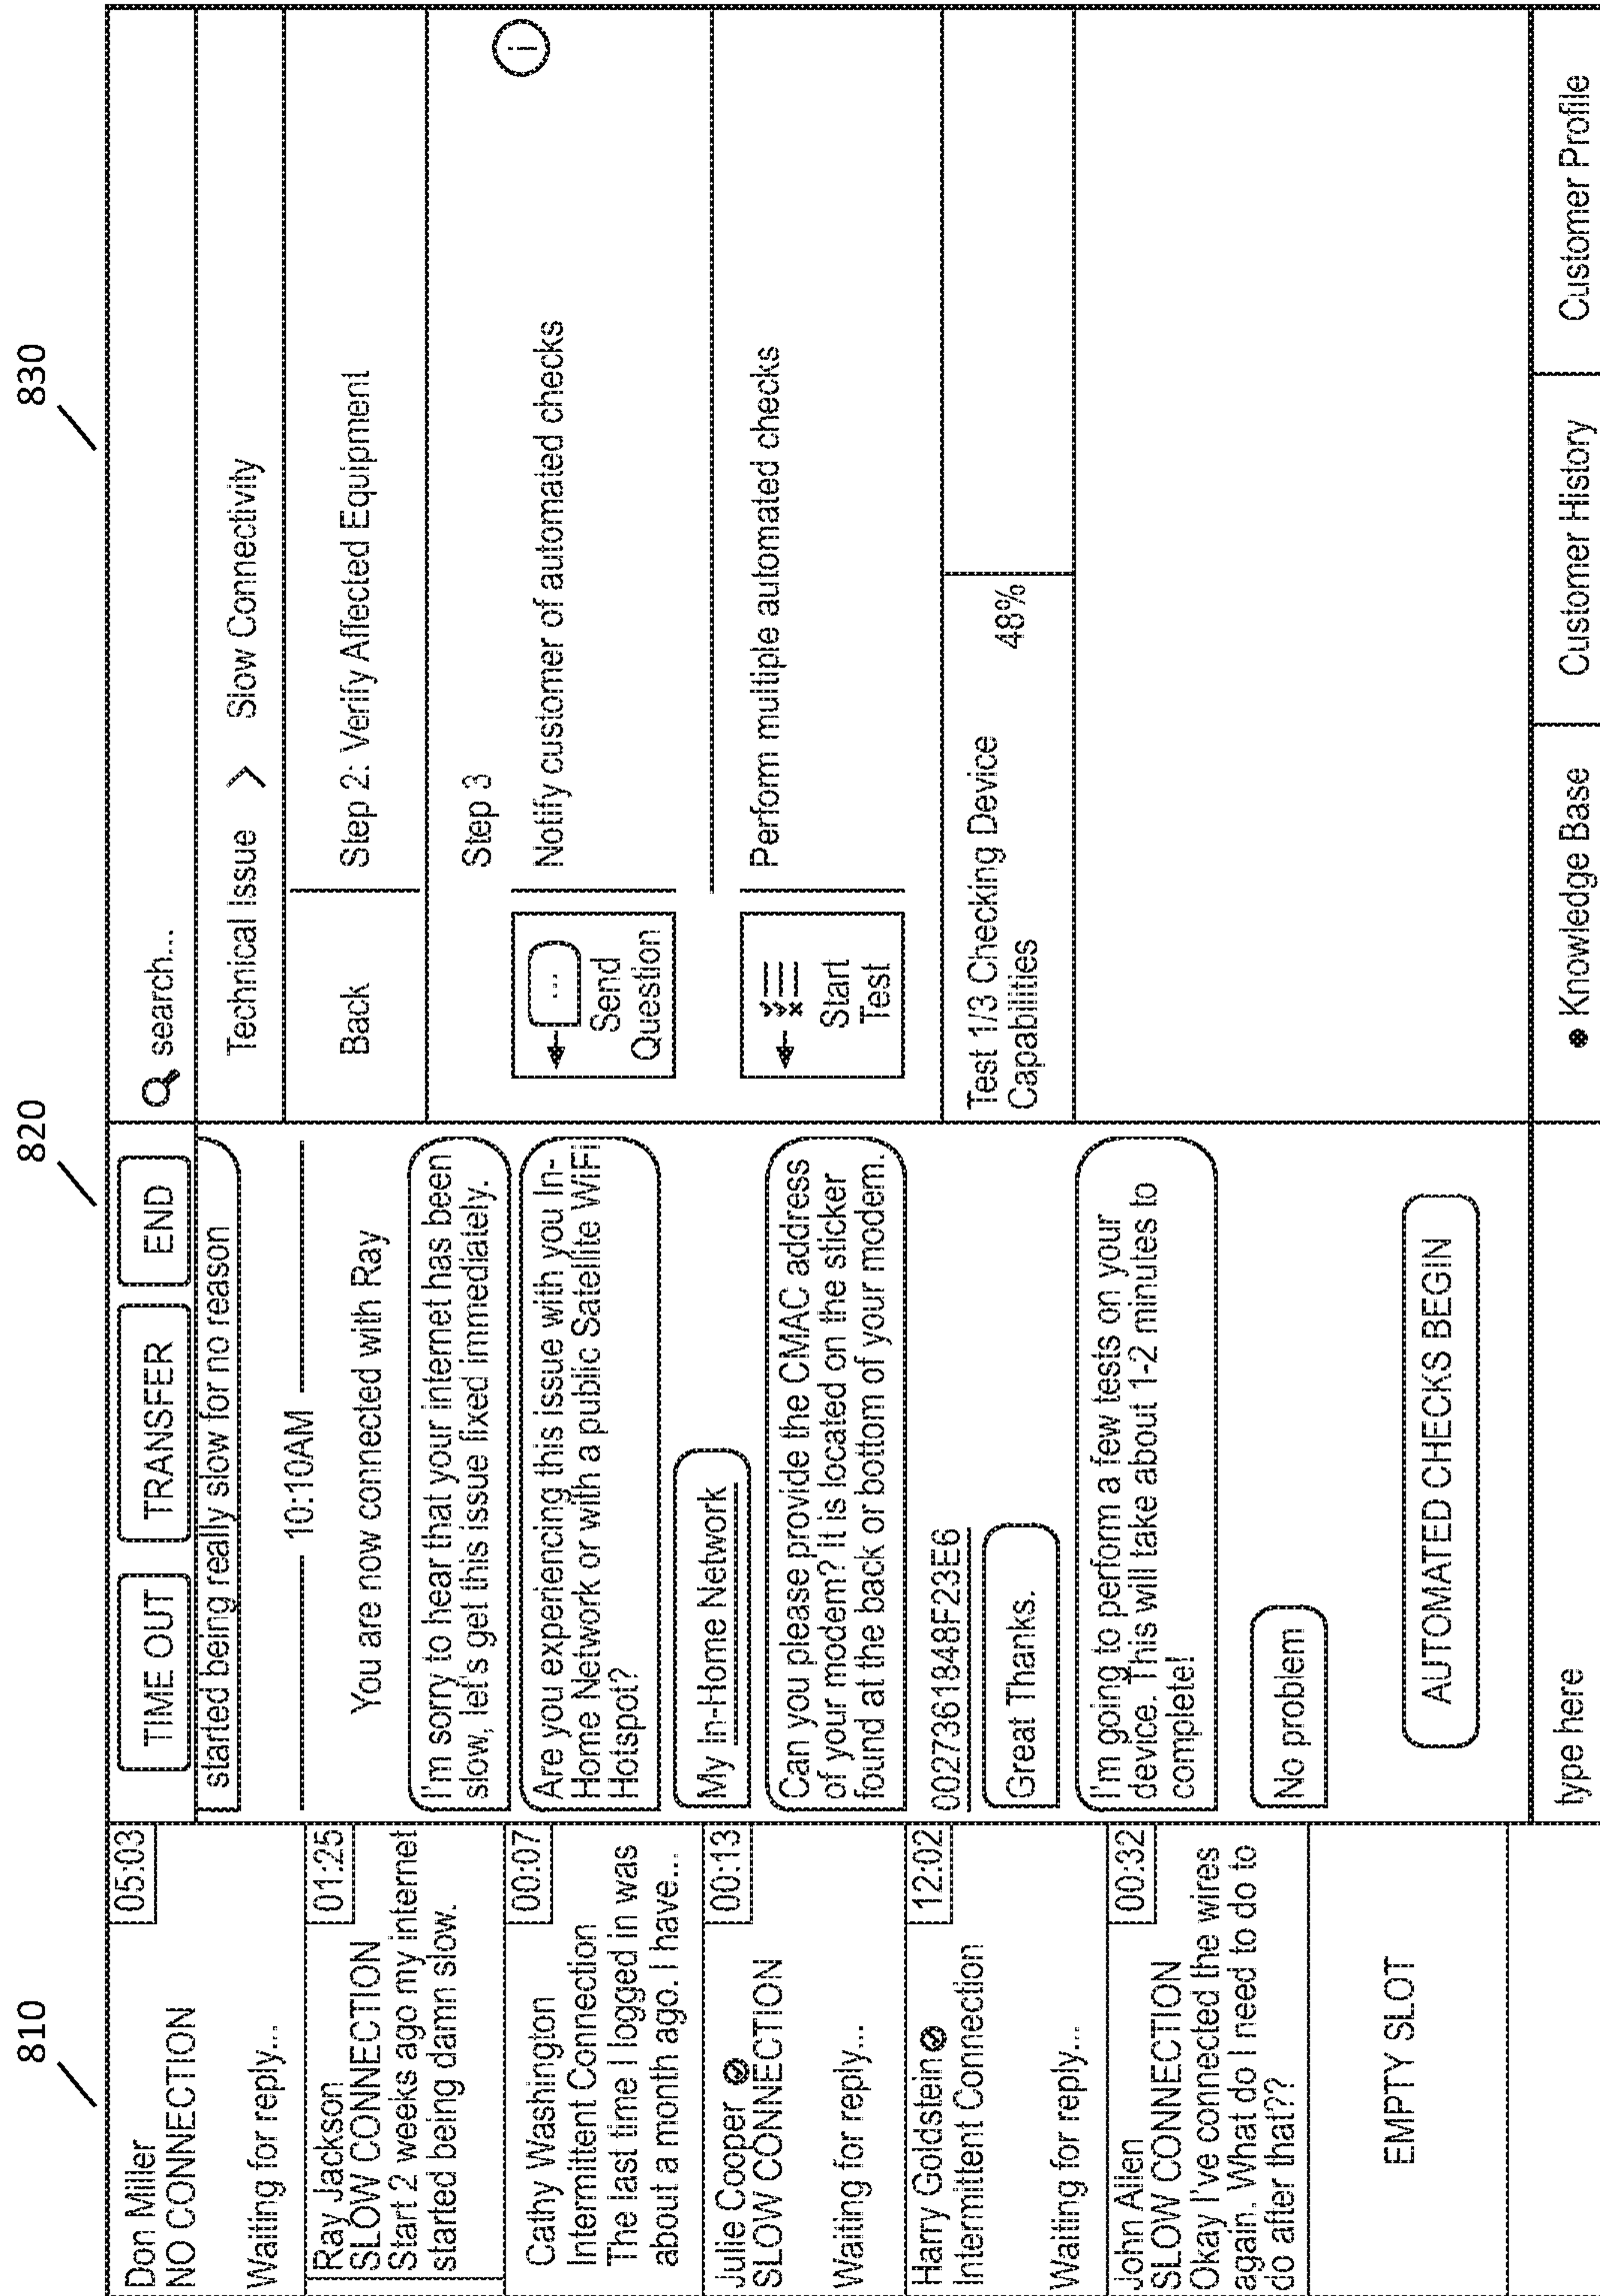 810
820
830
Don Miller
05:03
NO CONNECTION
Waiting for reply...
Ray Jackson
01:25
SLOW CONNECTION
Start 2 weeks ago my internet
started being damn slow.
Cathy Washington
00:07
Intermittent Connection
The last time I logged in was
about a month ago. I have...
Julie Cooper
00:13
SLOW CONNECTION
Waiting for reply...
Harry Goldstein
12:02
Intermittent Connection
Waiting for reply...
John Allen
00:32
SLOW CONNECTION
Okay I've connected the wires
again. What do I need to do to
do after that??
EMPTY SLOT
TIME OUT
TRANSFER
END
started being really slow for no reason
10:10AM
You are now connected with Ray
I'm sorry to hear that your internet has been
slow, let's get this issue fixed immediately.
Are you experiencing this issue with you In-
Home Network or with a public Satellite WiFi
Hotspot?
My In-Home Network
Can you please provide the CMAC address
of your modem? It is located on the sticker
found at the back or bottom of your modem.
0027361848F23E6
Great Thanks.
I'm going to perform a few tests on your
device. This will take about 1-2 minutes to
complete!
No problem
AUTOMATED CHECKS BEGIN
type here
search...
Technical Issue > Slow Connectivity
Back
Step 2: Verify Affected Equipment
Step 3
i
...
Send
Question
Notify customer of automated checks
Start
Test
Perform multiple automated checks
Test 1/3 Checking Device
Capabilities
48%
Knowledge Base
Customer History
Customer Profile